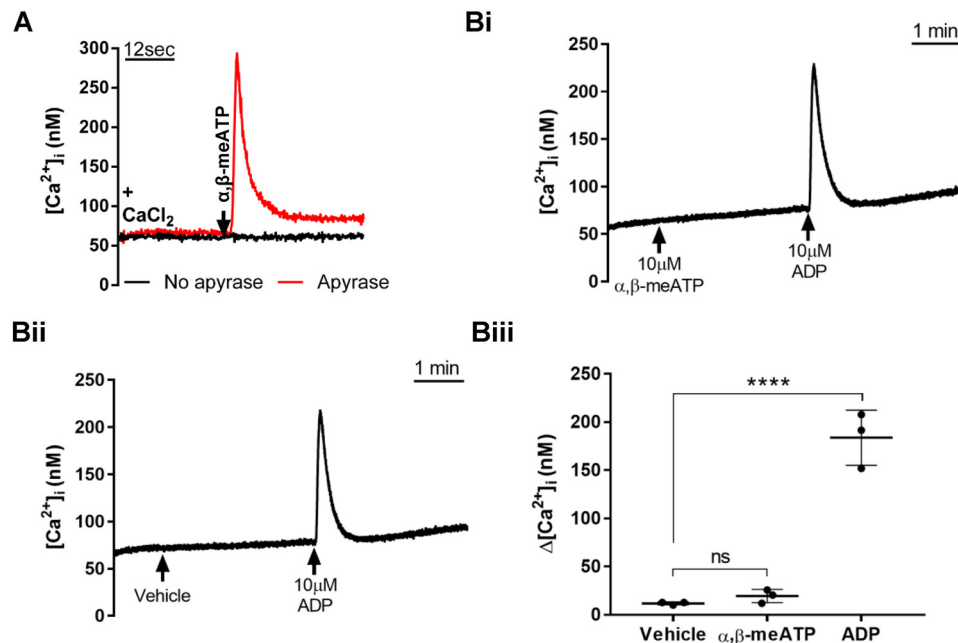 A
12sec
300
250
200
150
100
50
0
[Ca²⁺]ᵢ (nM)
+
CaCl₂
α,β-meATP
No apyrase
Apyrase
Bi
1 min
250
200
150
100
50
0
[Ca²⁺]ᵢ (nM)
10μM
α,β-meATP
10μM
ADP
Bii
1 min
250
200
150
100
50
0
[Ca²⁺]ᵢ (nM)
Vehicle
10μM
ADP
Biii
250
200
150
100
50
0
Δ[Ca²⁺]ᵢ (nM)
****
ns
Vehicle
α,β-meATP
ADP